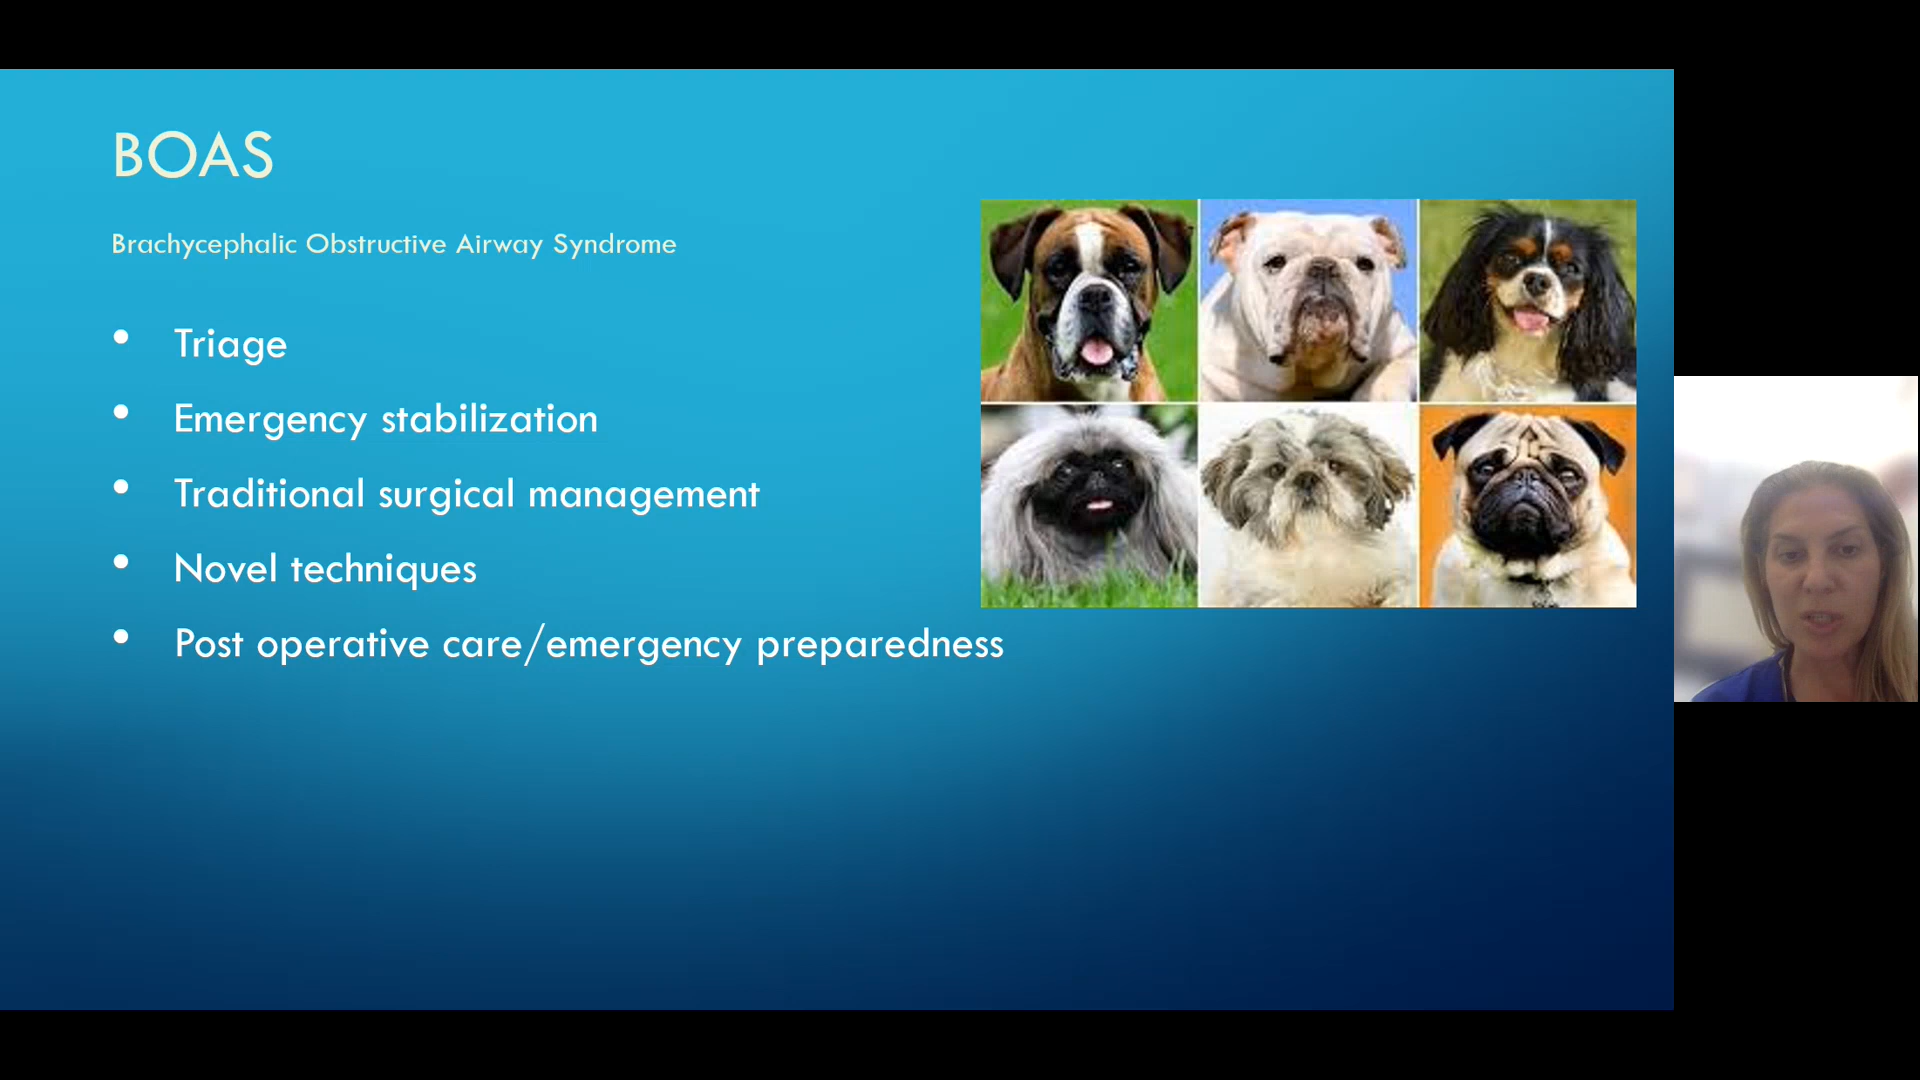 BOAS
Brachycephalic Obstructive Airway Syndrome
• Triage
• Emergency stabilization
• Traditional surgical management
• Novel techniques
• Post operative care/emergency preparedness